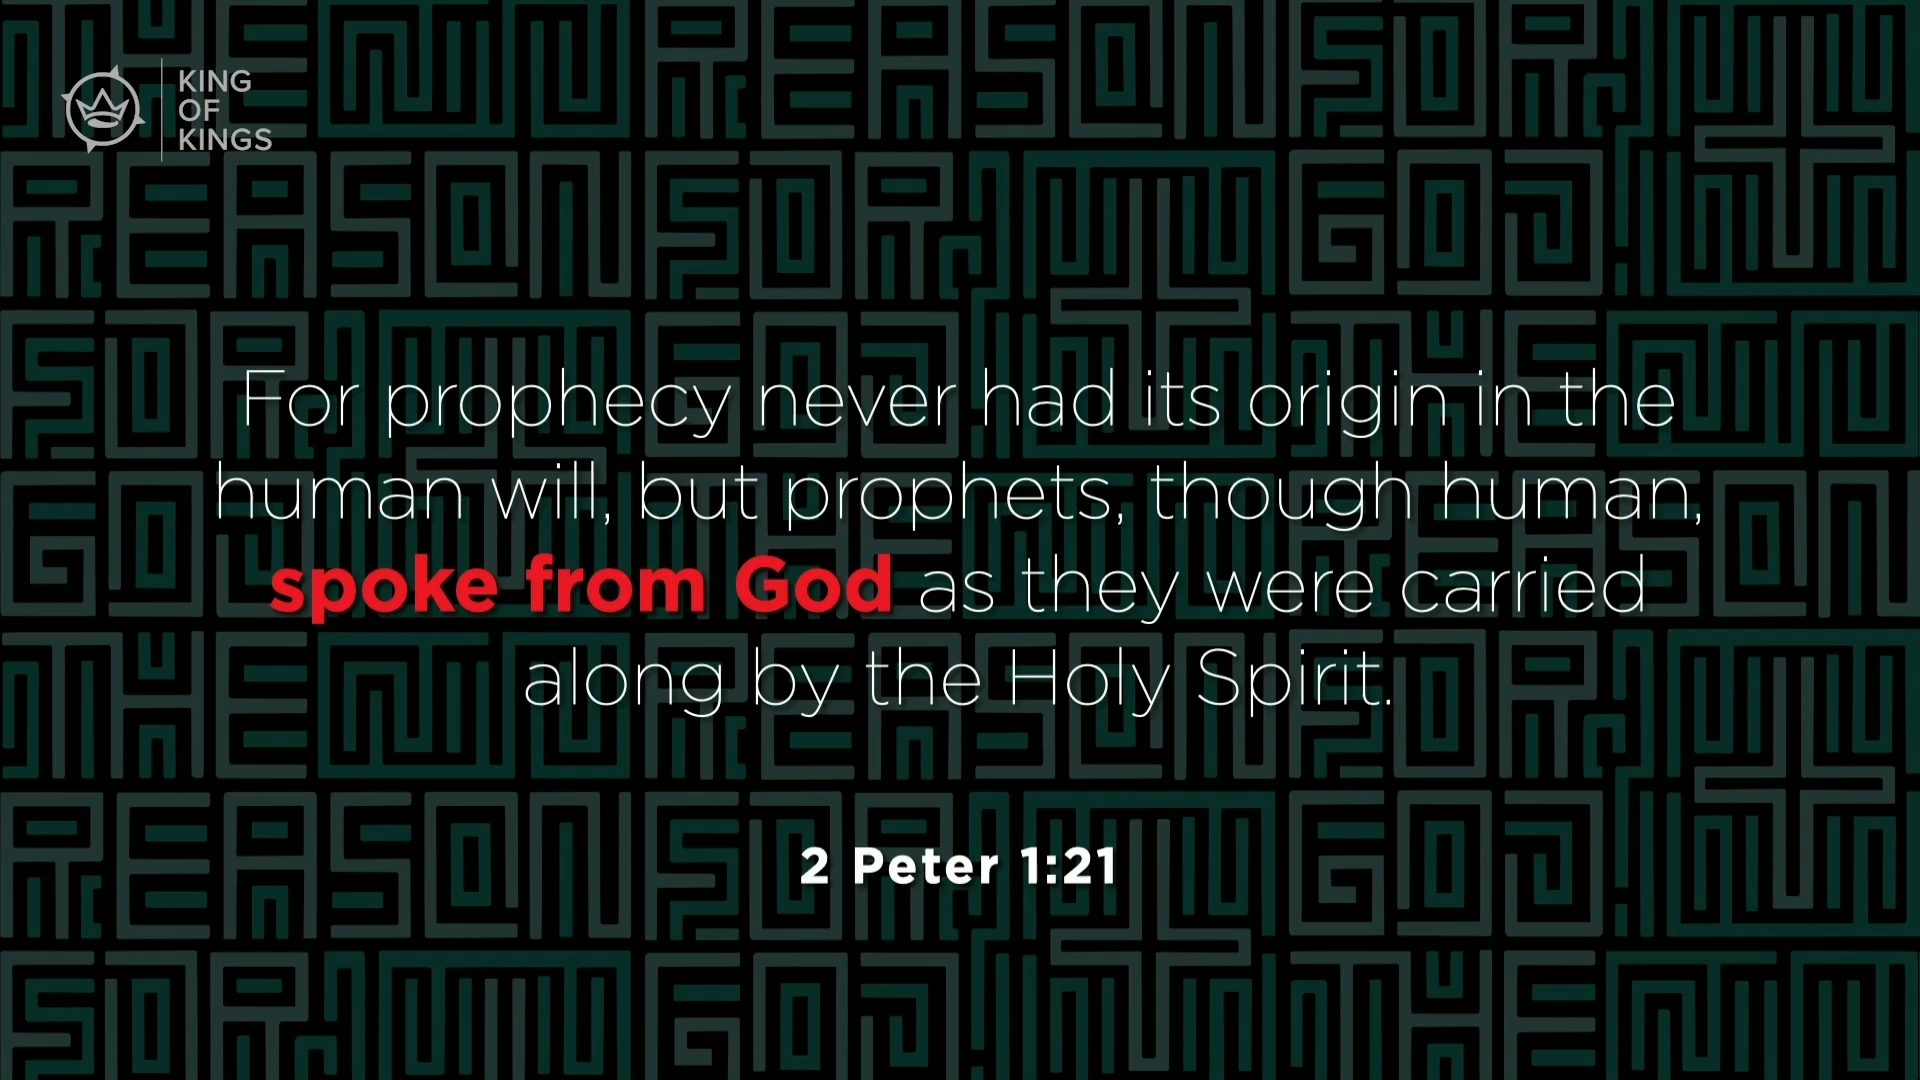 KING
OF
KINGS
For prophecy never had its origin in the
human will, but prophets, though human,
spoke from God as they were carried
along by the Holy Spirit.
2 Peter 1:21